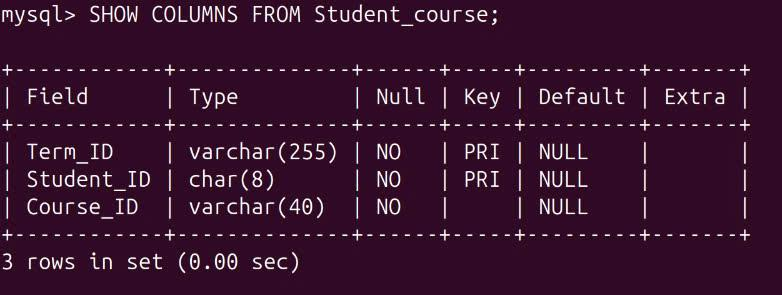 mysql> SHOW COLUMNS FROM Student_course;
+------------+--------------+------+-----+---------+-------+
| Field      | Type         | Null | Key | Default | Extra |
+------------+--------------+------+-----+---------+-------+
| Term_ID    | varchar(255) | NO   | PRI | NULL    |       |
| Student_ID | char(8)      | NO   | PRI | NULL    |       |
| Course_ID  | varchar(40)  | NO   |     | NULL    |       |
+------------+--------------+------+-----+---------+-------+
3 rows in set (0.00 sec)